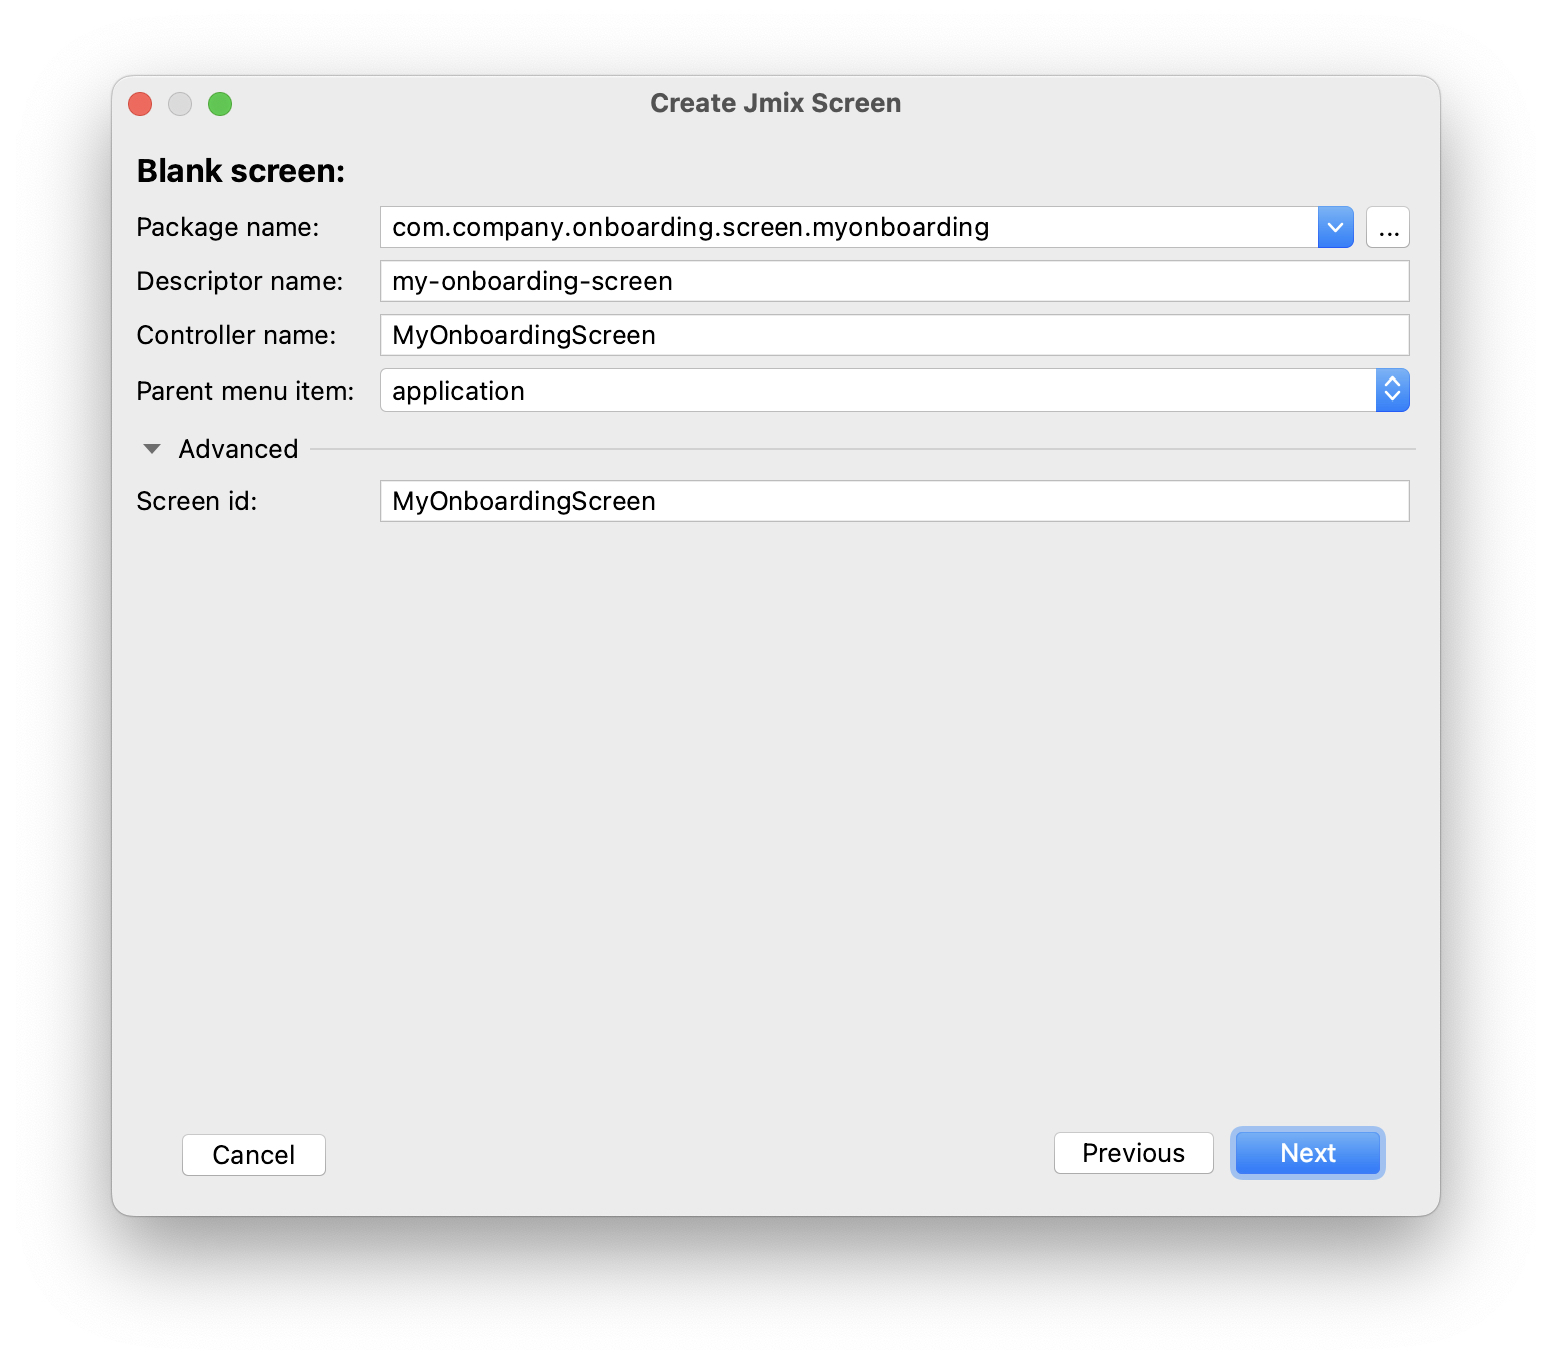 Create Jmix Screen
Blank screen:
Package name: com.company.onboarding.screen.myonboarding ...
Descriptor name: my-onboarding-screen
Controller name: MyOnboardingScreen
Parent menu item: application
Advanced
Screen id: MyOnboardingScreen
Cancel Previous Next